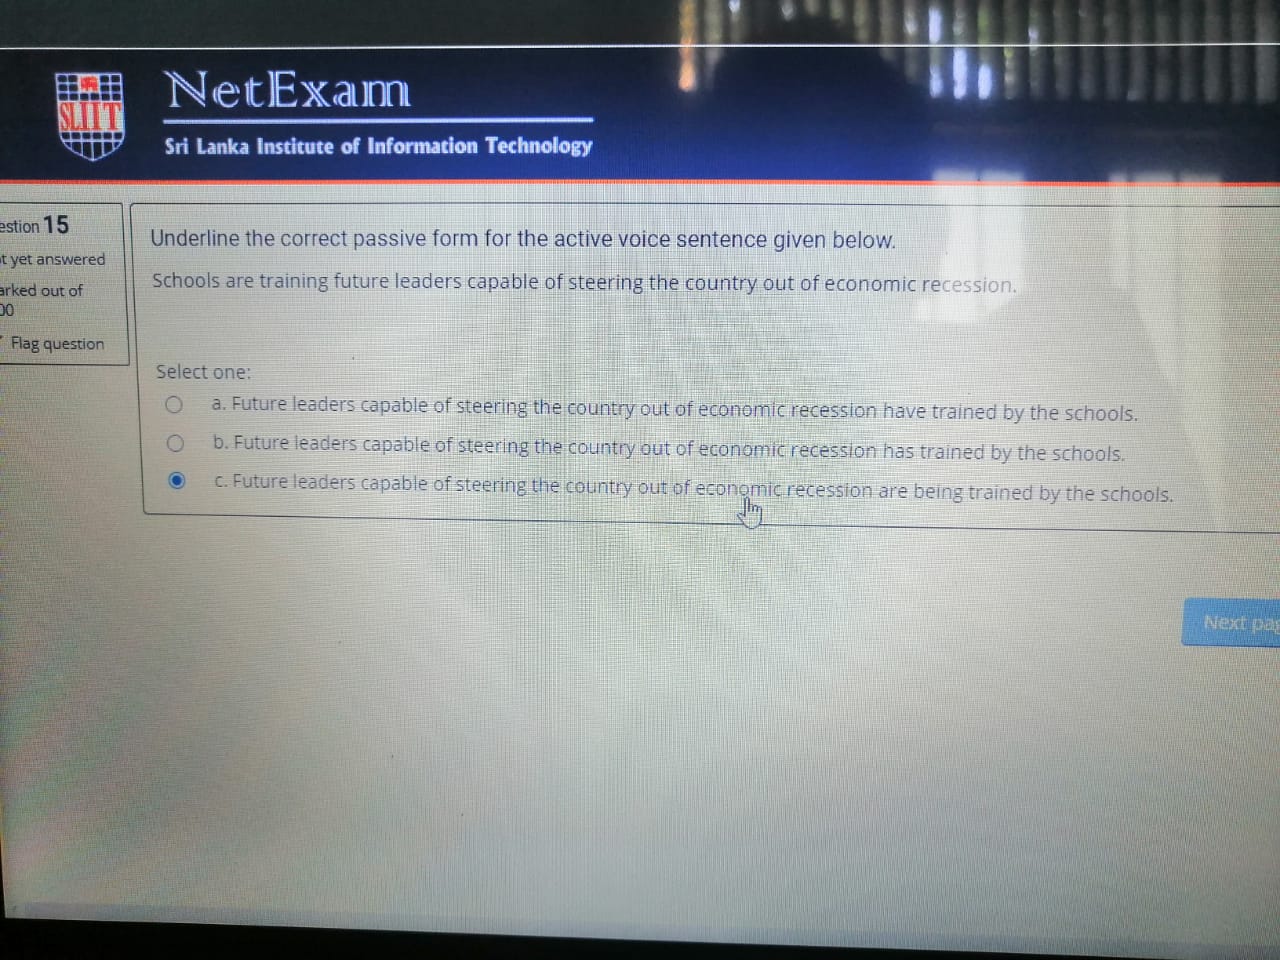 SLIIT
NetExam
Sri Lanka Institute of Information Technology
estion 15
t yet answered
arked out of
00
Flag question
Underline the correct passive form for the active voice sentence given below.
Schools are training future leaders capable of steering the country out of economic recession.
Select one:
a. Future leaders capable of steering the country out of economic recession have trained by the schools.
b. Future leaders capable of steering the country out of economic recession has trained by the schools.
c. Future leaders capable of steering the country out of economic recession are being trained by the schools.
Next pag